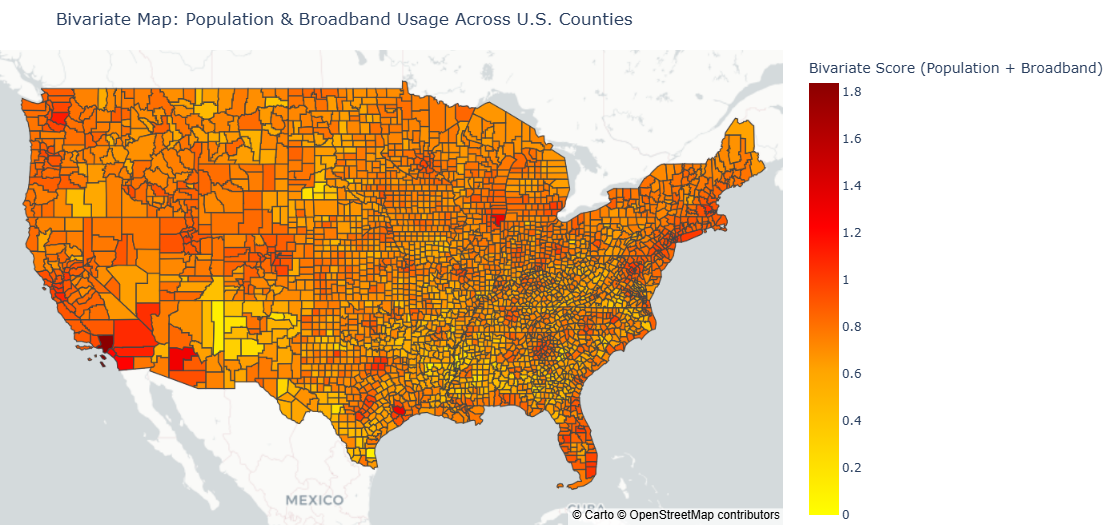 Bivariate Map: Population & Broadband Usage Across U.S. Counties
Bivariate Score (Population + Broadband)
1.8
1.6
1.4
1.2
1
0.8
0.6
0.4
0.2
0
MEXICO
CUBA
© Carto © OpenStreetMap contributors